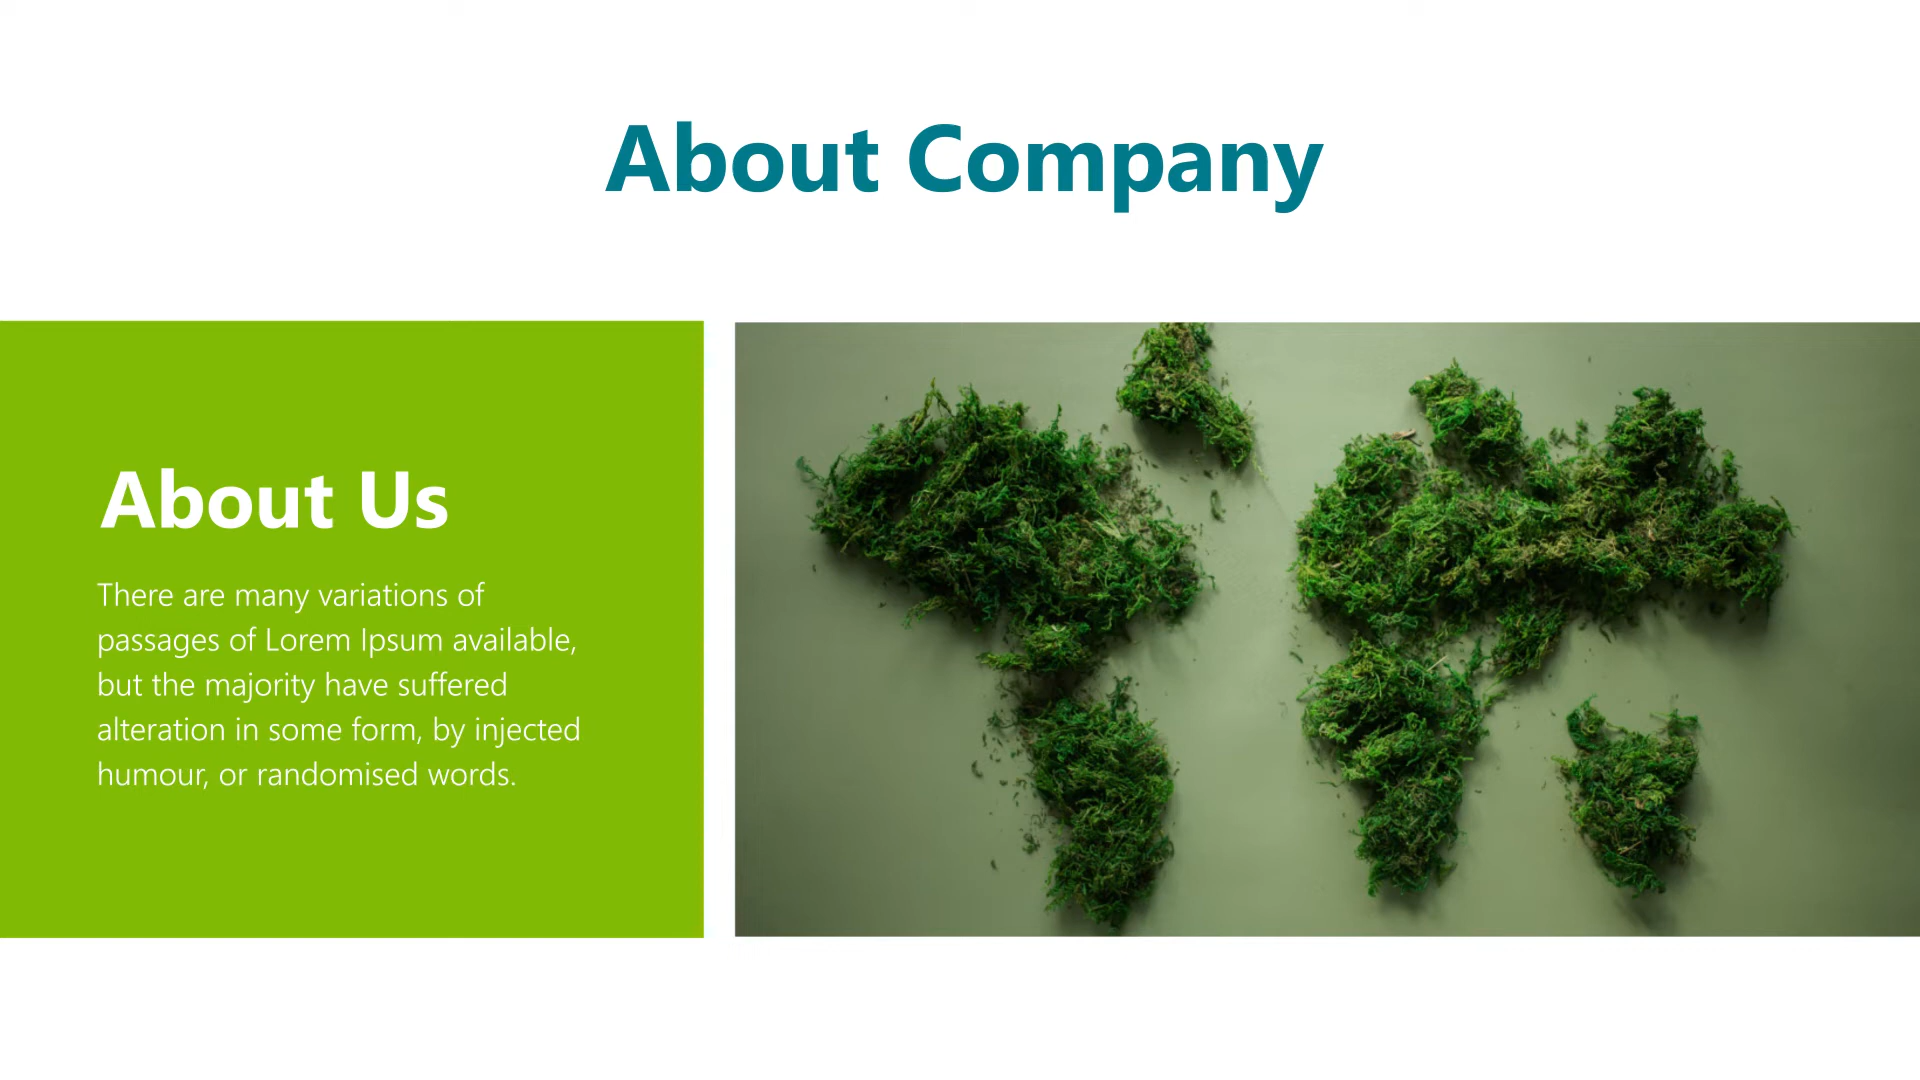 About Company
About Us
There are many variations of
passages of Lorem Ipsum available,
but the majority have suffered
alteration in some form, by injected
humour, or randomised words.